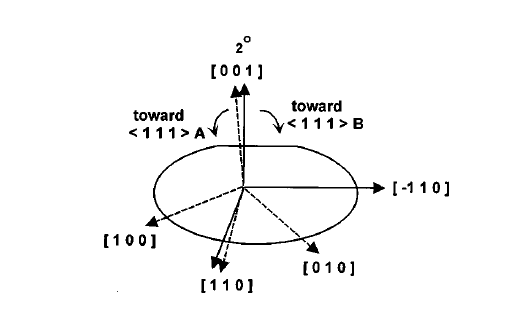 2°
[001]
toward
<111>A
toward
<111>B
[-110]
[100]
[010]
[110]